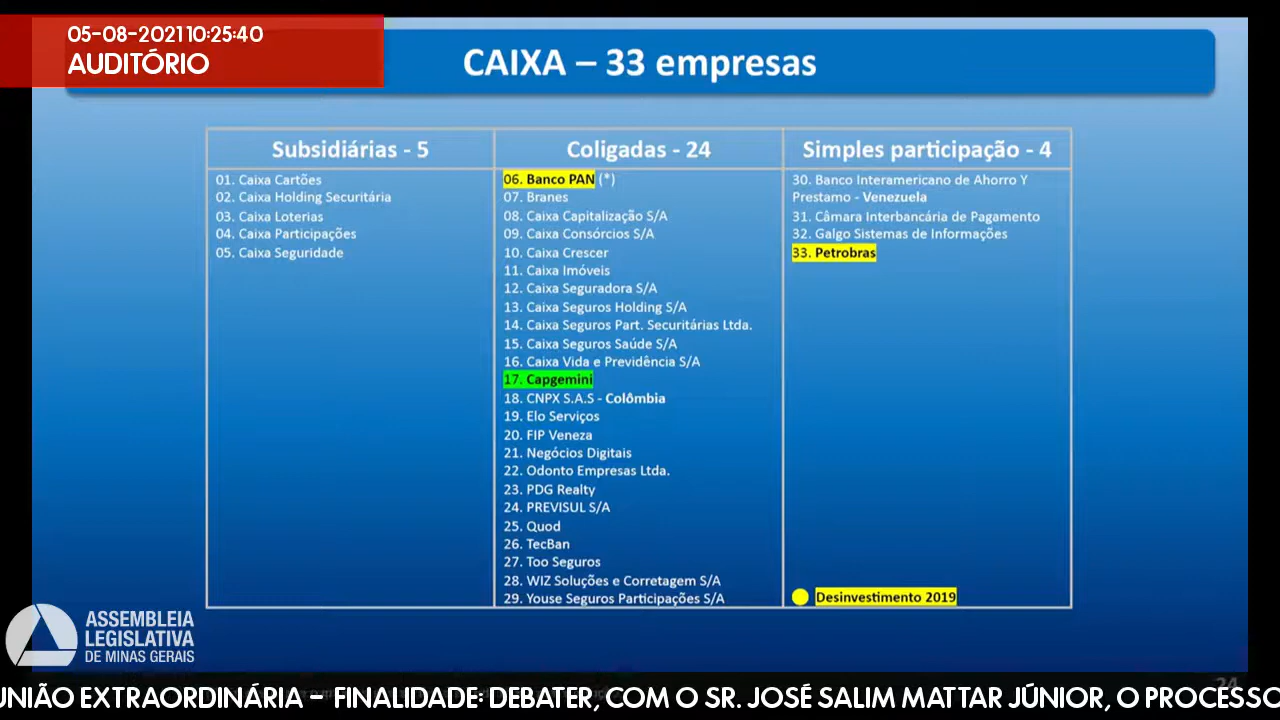 05-08-2021 10:25:40
AUDITÓRIO
CAIXA – 33 empresas
Subsidiárias - 5
01. Caixa Cartões
02. Caixa Holding Securitária
03. Caixa Loterias
04. Caixa Participações
05. Caixa Seguridade
Coligadas - 24
06. Banco PAN (*)
07. Branes
08. Caixa Capitalização S/A
09. Caixa Consórcios S/A
10. Caixa Crescer
11. Caixa Imóveis
12. Caixa Seguradora S/A
13. Caixa Seguros Holding S/A
14. Caixa Seguros Part. Securitárias Ltda.
15. Caixa Seguros Saúde S/A
16. Caixa Vida e Previdência S/A
17. Capgemini
18. CNPX S.A.S - Colômbia
19. Elo Serviços
20. FIP Veneza
21. Negócios Digitais
22. Odonto Empresas Ltda.
23. PDG Realty
24. PREVISUL S/A
25. Quod
26. TecBan
27. Too Seguros
28. WIZ Soluções e Corretagem S/A
29. Youse Seguros Participações S/A
Simples participação - 4
30. Banco Interamericano de Ahorro Y
Prestamo - Venezuela
31. Câmara Interbancária de Pagamento
32. Galgo Sistemas de Informações
33. Petrobras
Desinvestimento 2019
ASSEMBLEIA
LEGISLATIVA
DE MINAS GERAIS
24
UNIÃO EXTRAORDINÁRIA - FINALIDADE: DEBATER, COM O SR. JOSÉ SALIM MATTAR JÚNIOR, O PROCESSO